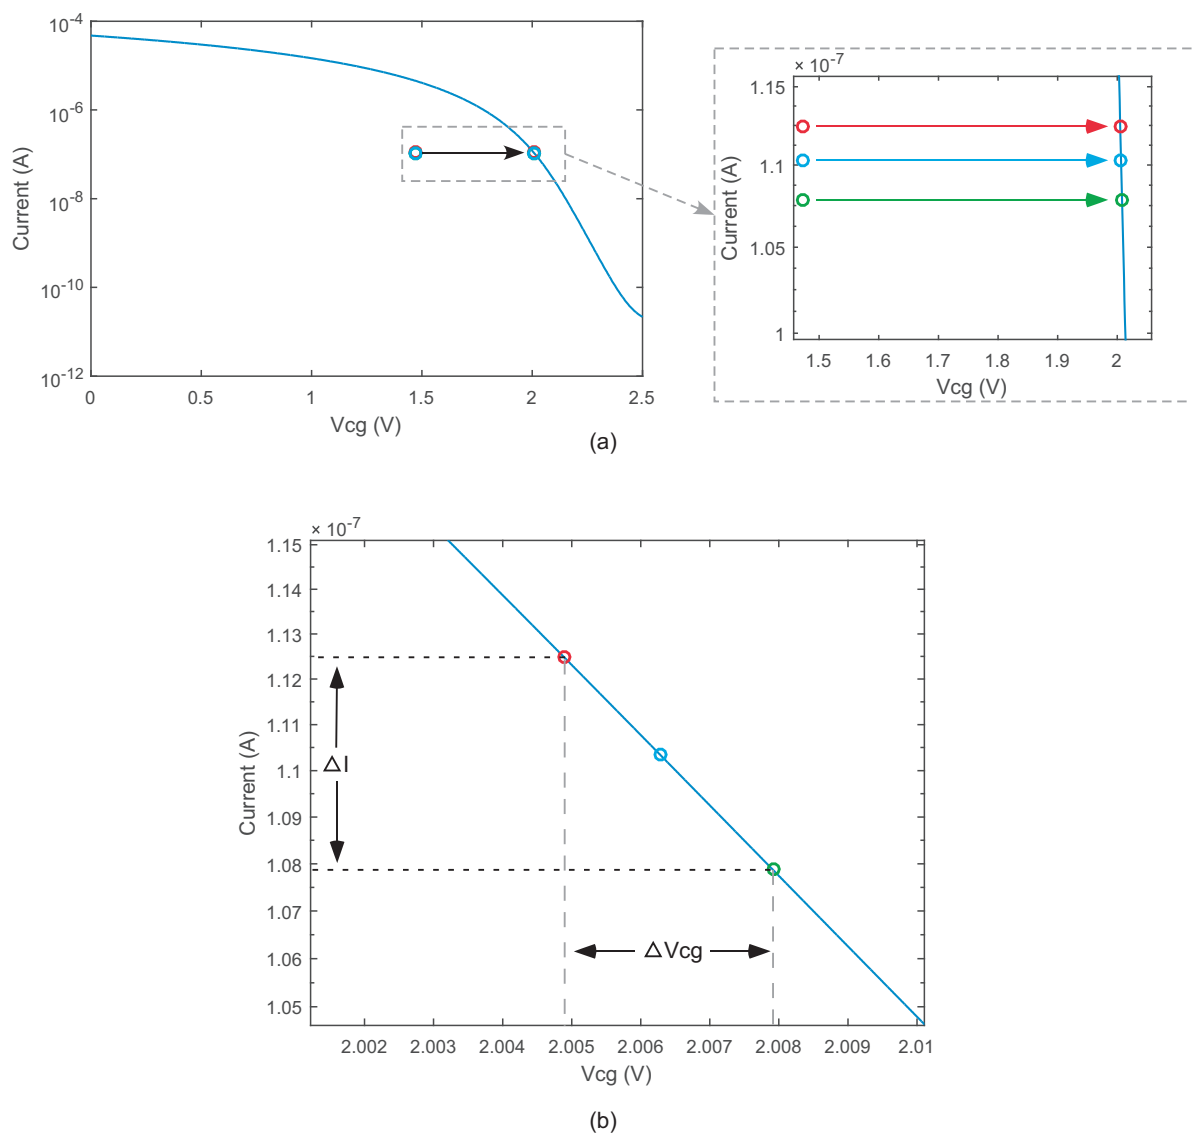 10-4
10-6
10-8
10-10
10-12
Current (A)
0 0.5 1 1.5 2 2.5
Vcg (V)
× 10-7
1.15
1.1
1.05
1
Current (A)
1.5 1.6 1.7 1.8 1.9 2
Vcg (V)
(a)
× 10-7
1.15
1.14
1.13
1.12
1.11
1.1
1.09
1.08
1.07
1.06
1.05
Current (A)
△I
△Vcg
2.002 2.003 2.004 2.005 2.006 2.007 2.008 2.009 2.01
Vcg (V)
(b)